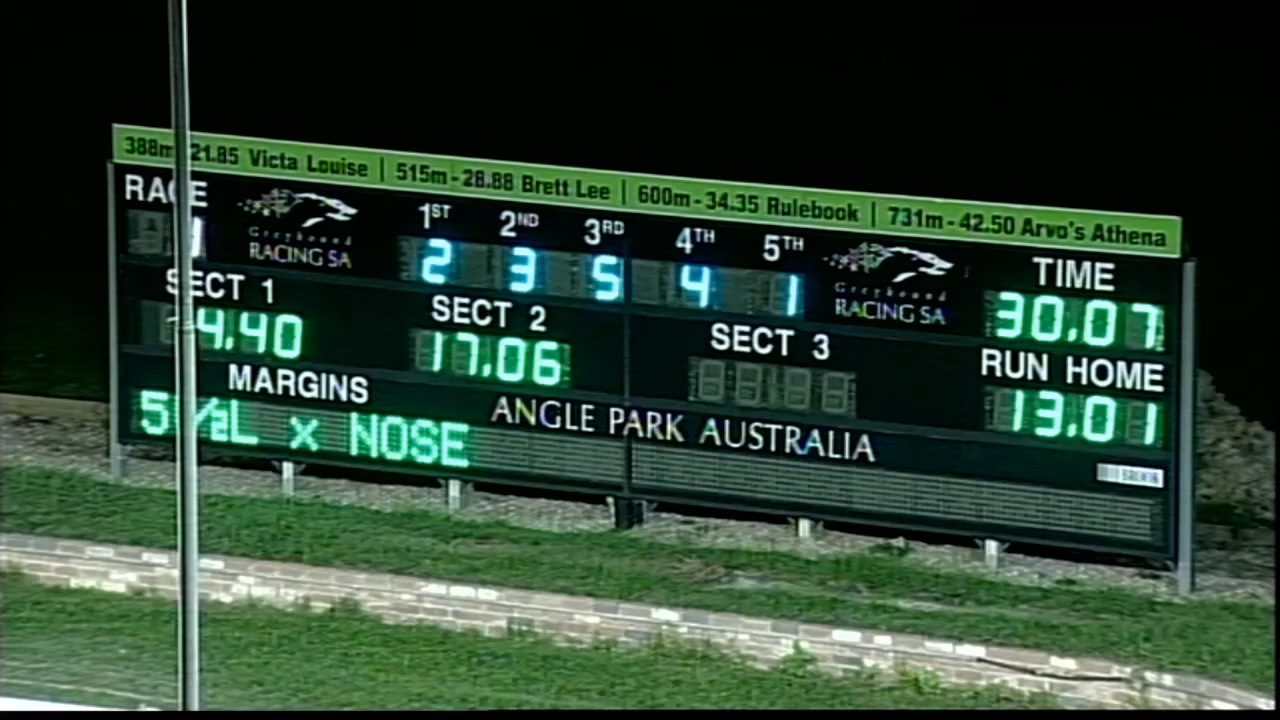 388m 21.85 Victa Louise | 515m - 28.88 Brett Lee | 600m - 34.35 Rulebook | 731m - 42.50 Arvo's Athena
RACE 1ST 2ND 3RD 4TH 5TH TIME
Greyhound RACING SA 2 3 5 4 1 Greyhound RACING SA 30.07
SECT 1 SECT 2 SECT 3 RUN HOME
4.40 17.06 13.01
MARGINS ANGLE PARK AUSTRALIA
5 ½L x NOSE